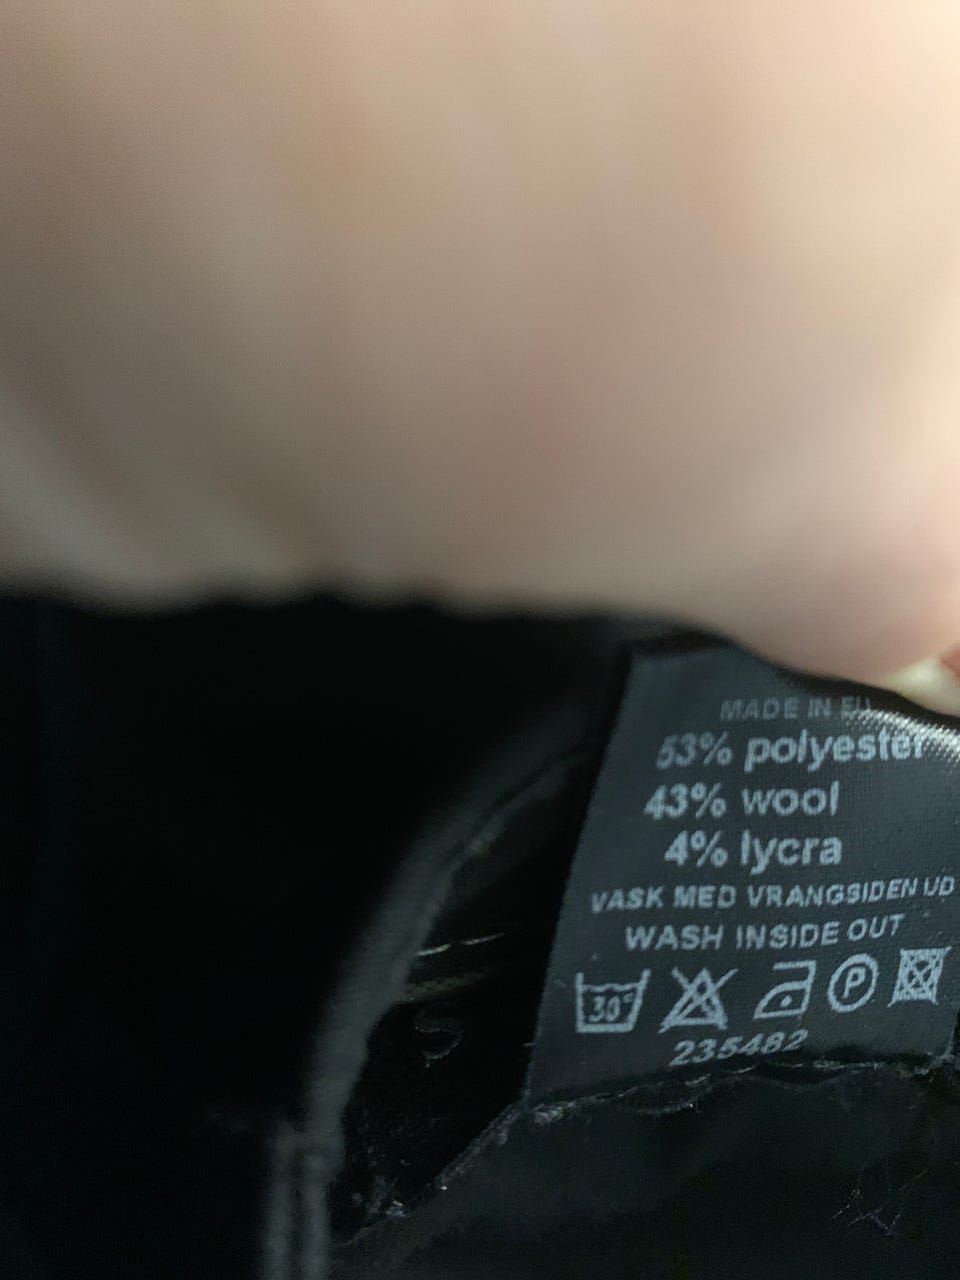 MADE IN EU
53% polyester
43% wool
4% lycra
VASK MED VRANGSIDEN UD
WASH INSIDE OUT
30°
P
235482